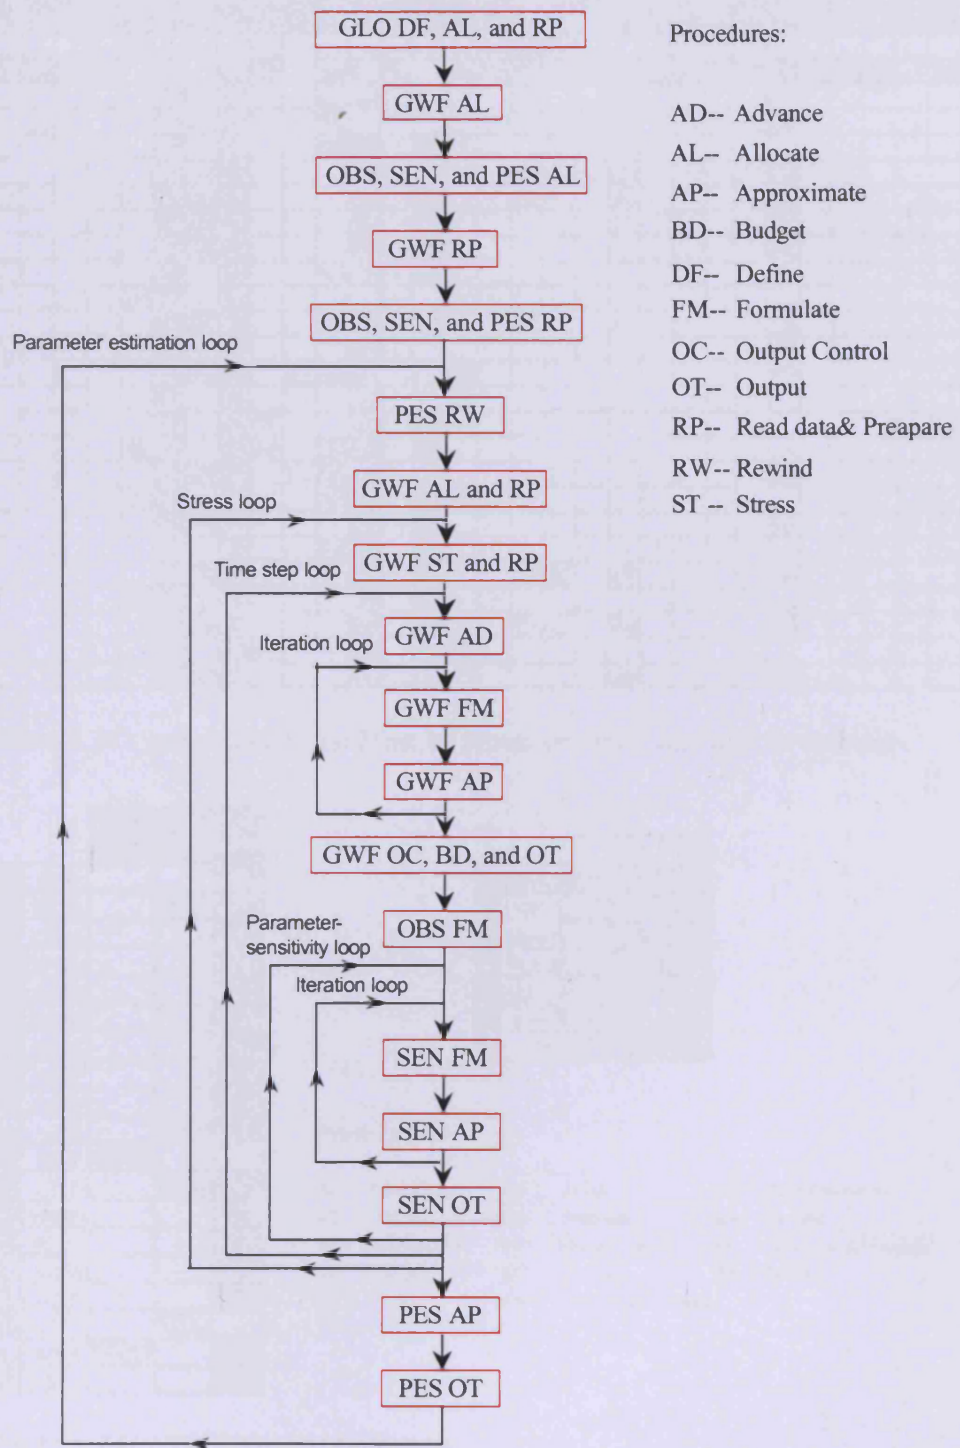 GLO DF, AL, and RP
GWF AL
OBS, SEN, and PES AL
GWF RP
OBS, SEN, and PES RP
Parameter estimation loop
PES RW
GWF AL and RP
Stress loop
GWF ST and RP
Time step loop
GWF AD
Iteration loop
GWF FM
GWF AP
GWF OC, BD, and OT
OBS FM
Parameter-
sensitivity loop
Iteration loop
SEN FM
SEN AP
SEN OT
PES AP
PES OT
Procedures:
AD-- Advance
AL-- Allocate
AP-- Approximate
BD-- Budget
DF-- Define
FM-- Formulate
OC-- Output Control
OT-- Output
RP-- Read data& Preapare
RW-- Rewind
ST -- Stress